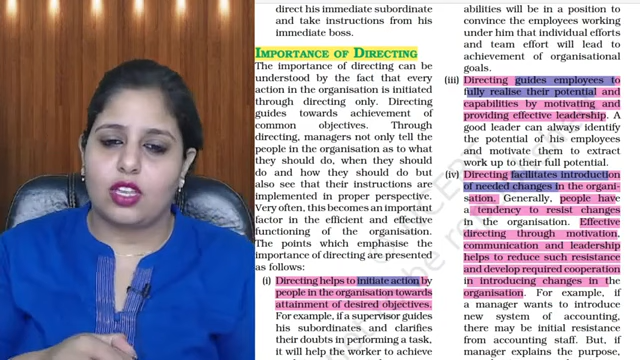 direct his immediate subordinate
and take instructions from his
immediate boss.
IMPORTANCE OF DIRECTING
The importance of directing can be
understood by the fact that every
action in the organisation is initiated
through directing only. Directing
guides towards achievement of
common objectives. Through
directing, managers not only tell the
people in the organisation as to what
they should do, when they should
do and how they should do but
also see that their instructions are
implemented in proper perspective.
Very often, this becomes an important
factor in the efficient and effective
functioning of the organisation.
The points which emphasise the
importance of directing are presented
as follows:
(i) Directing helps to initiate action by
people in the organisation towards
attainment of desired objectives.
For example, if a supervisor guides
his subordinates and clarifies
their doubts in performing a task,
it will help the worker to achieve
abilities will be in a position to
convince the employees working
under him that individual efforts
and team effort will lead to
achievement of organisational
goals.
(iii) Directing guides employees to
fully realise their potential and
capabilities by motivating and
providing effective leadership. A
good leader can always identify
the potential of his employees
and motivate them to extract
work up to their full potential.
(iv) Directing facilitates introduction
of needed changes in the organi-
sation. Generally, people have
a tendency to resist changes
in the organisation. Effective
directing through motivation,
communication and leadership
helps to reduce such resistance
and develop required cooperation
in introducing changes in the
organisation. For example, if
a manager wants to introduce
new system of accounting,
there may be initial resistance
from accounting staff. But, if
manager explains the purpose,